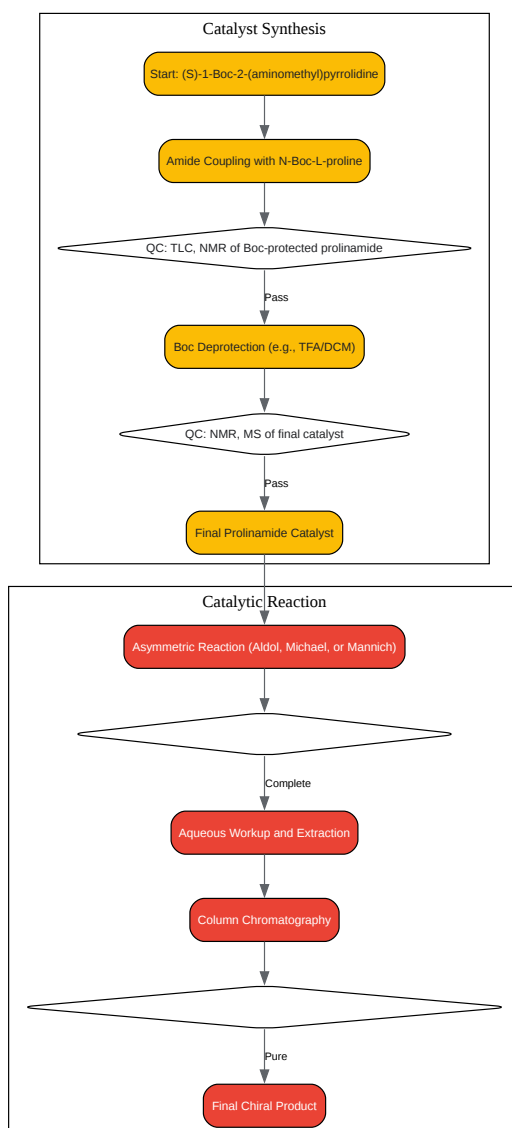 Catalyst Synthesis
Start: (S)-1-Boc-2-(aminomethyl)pyrrolidine
Amide Coupling with N-Boc-L-proline
QC: TLC, NMR of Boc-protected prolinamide
Pass
Boc Deprotection (e.g., TFA/DCM)
QC: NMR, MS of final catalyst
Pass
Final Prolinamide Catalyst
Catalytic Reaction
Asymmetric Reaction (Aldol, Michael, or Mannich)
Complete
Aqueous Workup and Extraction
Column Chromatography
Pure
Final Chiral Product